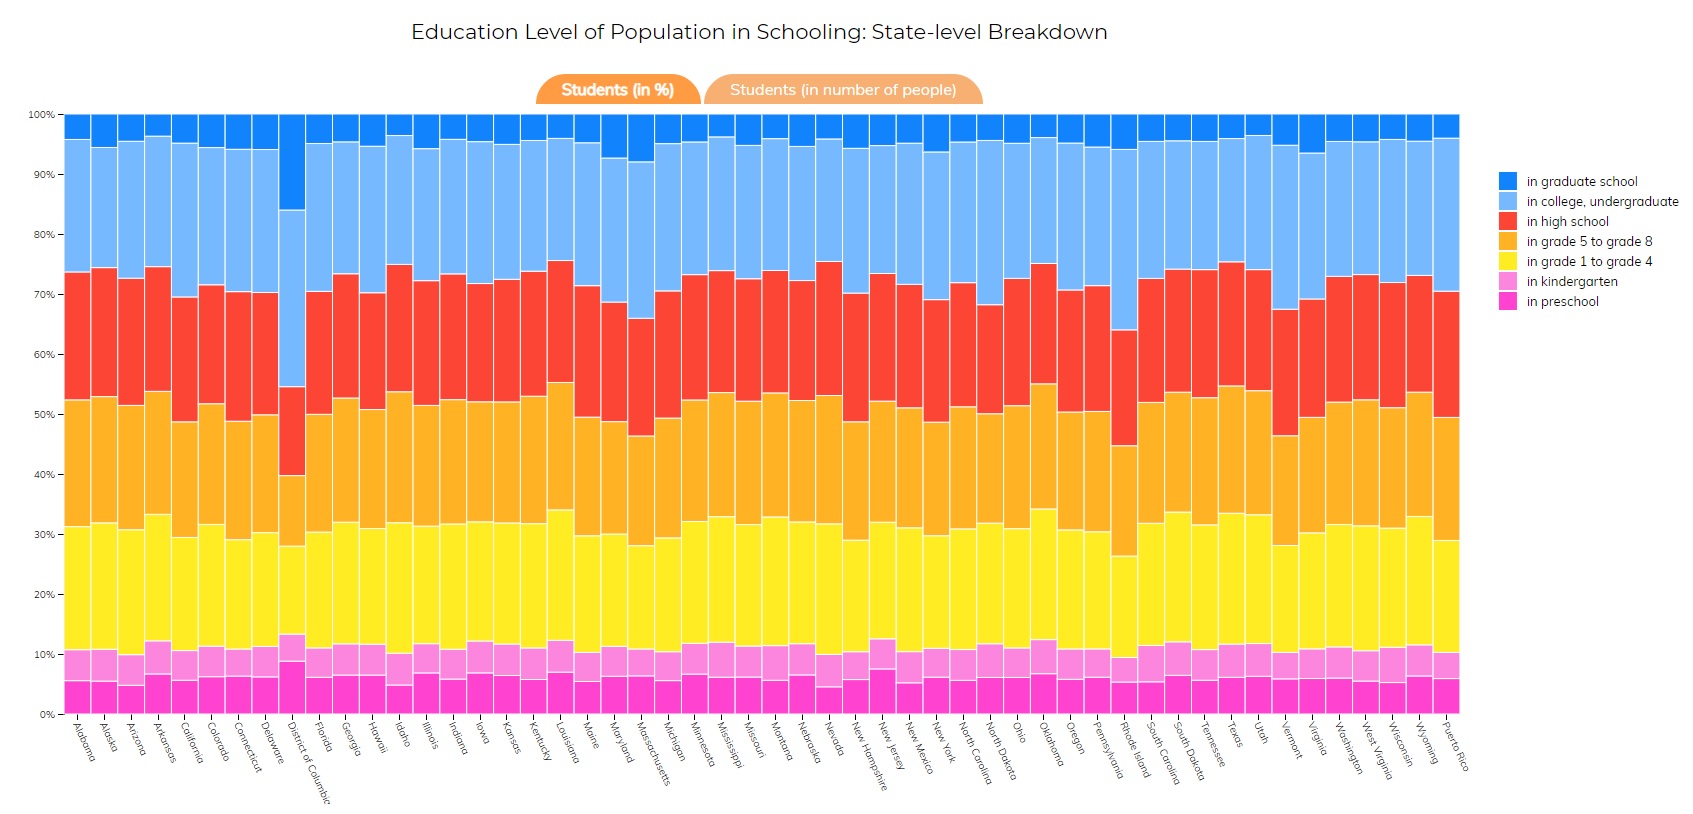 Education Level of Population in Schooling: State-level Breakdown
Students (in %) Students (in number of people)
100%
90%
80%
70%
60%
50%
40%
30%
20%
10%
0%
in graduate school
in college, undergraduate
in high school
in grade 5 to grade 8
in grade 1 to grade 4
in kindergarten
in preschool
Alabama
Alaska
Arizona
Arkansas
California
Colorado
Connecticut
Delaware
District of Columbia
Florida
Georgia
Hawaii
Idaho
Illinois
Indiana
Iowa
Kansas
Kentucky
Louisiana
Maine
Maryland
Massachusetts
Michigan
Minnesota
Mississippi
Missouri
Montana
Nebraska
Nevada
New Hampshire
New Jersey
New Mexico
New York
North Carolina
North Dakota
Ohio
Oklahoma
Oregon
Pennsylvania
Rhode Island
South Carolina
South Dakota
Tennessee
Texas
Utah
Vermont
Virginia
Washington
West Virginia
Wisconsin
Wyoming
Puerto Rico